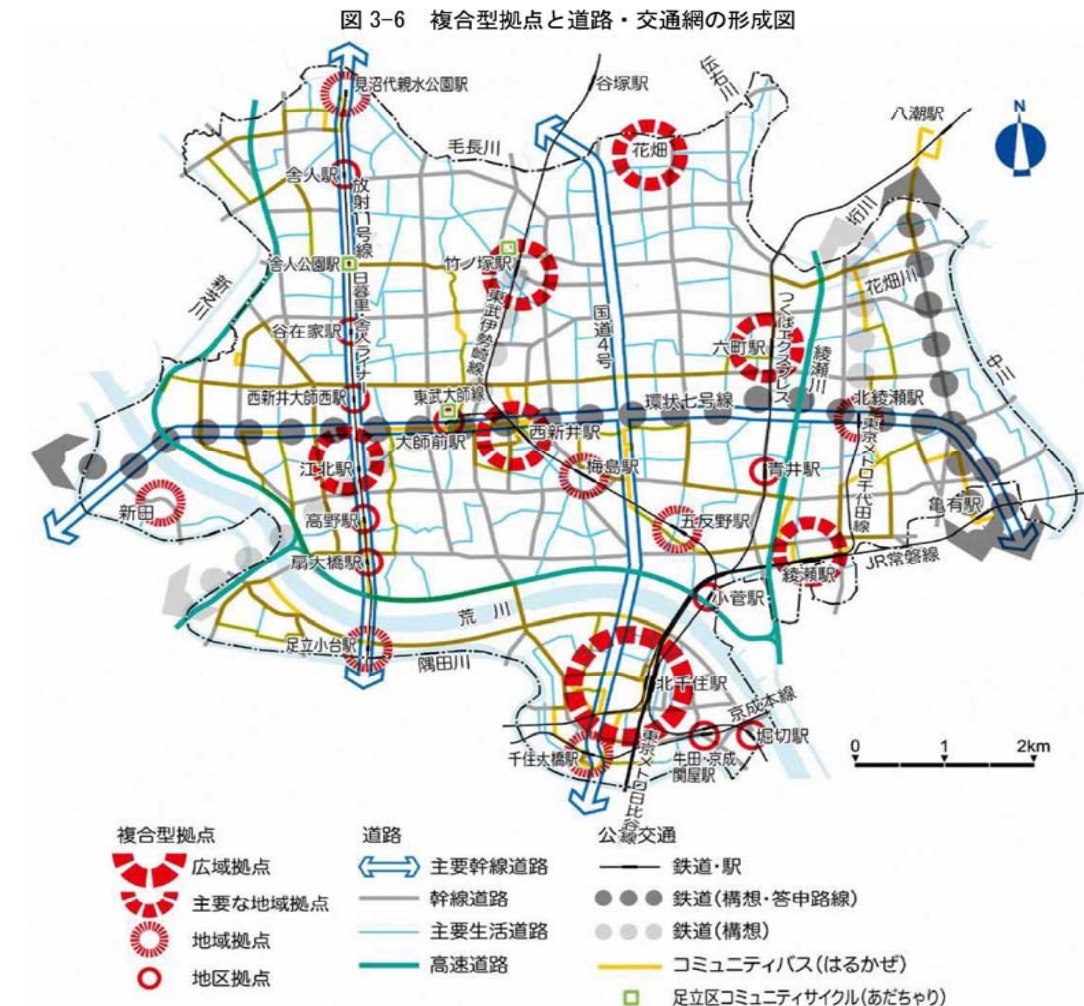 図 3-6 複合型拠点と道路・交通網の形成図
見沼代親水公園駅
谷塚駅
伝右川
八潮駅
N
毛長川
花畑
舎人駅
放射11号線
日暮里・舎人ライナー
舎人公園駅
竹ノ塚駅
東武伊勢崎線
垳川
花畑川
新芝川
谷在家駅
国道4号
六町駅
つくばエクスプレス
綾瀬川
中川
西新井大師西駅
東武大師線
大師前駅
西新井駅
環状七号線
北綾瀬駅
東京メトロ千代田線
江北駅
梅島駅
青井駅
新田
高野駅
五反野駅
亀有駅
扇大橋駅
綾瀬駅
JR常磐線
荒川
小菅駅
足立小台駅
隅田川
北千住駅
京成本線
千住大橋駅
東京メトロ日比谷線
牛田・京成
関屋駅
堀切駅
0 1 2km
複合型拠点
広域拠点
主要な地域拠点
地域拠点
地区拠点
道路
主要幹線道路
幹線道路
主要生活道路
高速道路
公共交通
鉄道・駅
鉄道(構想・答申路線)
鉄道(構想)
コミュニティバス(はるかぜ)
足立区コミュニティサイクル(あだちゃり)